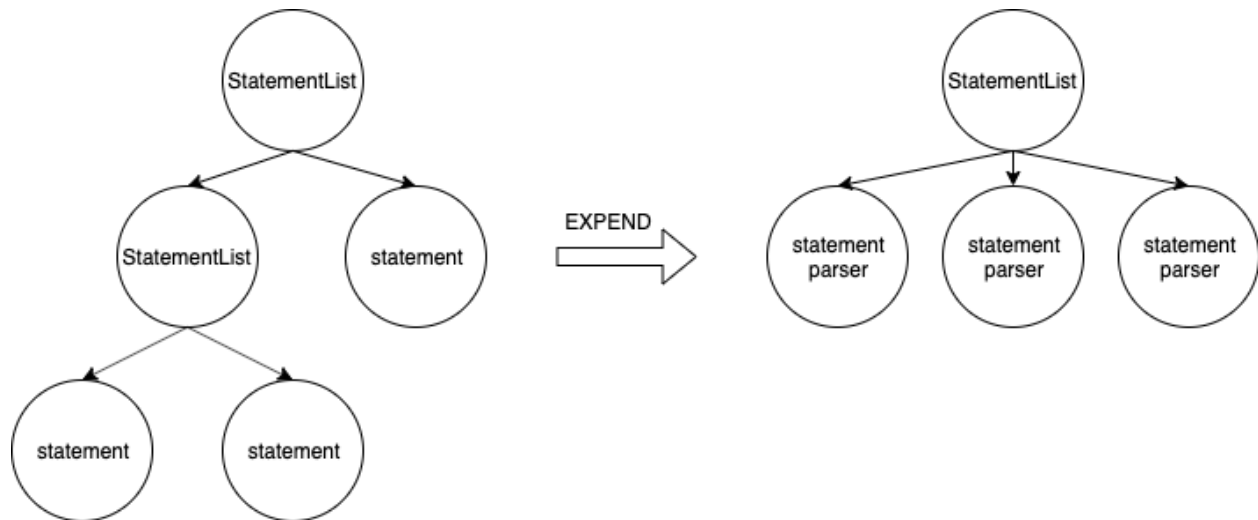 StatementList
StatementList
statement
statement
statement
EXPEND
StatementList
statement
parser
statement
parser
statement
parser